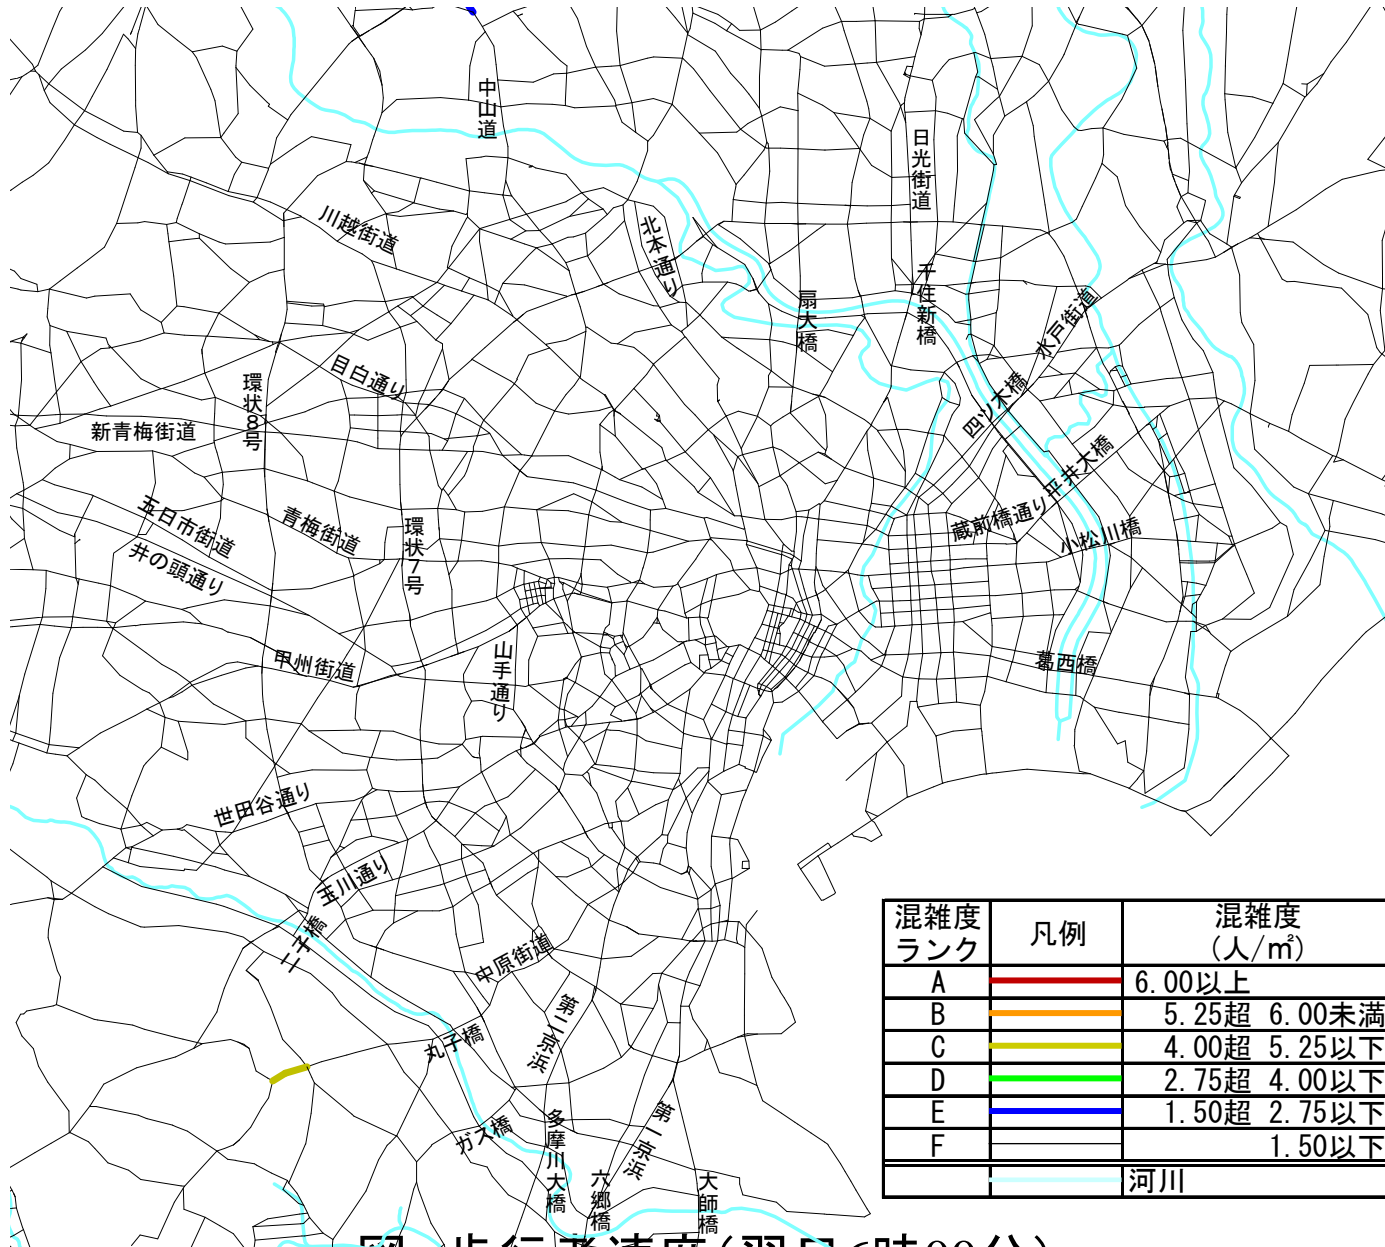 中山道
日光街道
川越街道
北本通り
千住新橋
扇大橋
水戸街道
目白通り
環状8号
四ツ木橋
新青梅街道
平井大橋
五日市街道
青梅街道
環状7号
蔵前橋通り
小松川橋
井の頭通り
甲州街道
山手通り
葛西橋
世田谷通り
玉川通り
二子橋
中原街道
第二京浜
丸子橋
ガス橋
多摩川大橋
第一京浜
六郷橋
大師橋
混雑度ランク 凡例 混雑度(人/㎡)
A 6.00以上
B 5.25超 6.00未満
C 4.00超 5.25以下
D 2.75超 4.00以下
E 1.50超 2.75以下
F 1.50以下
河川